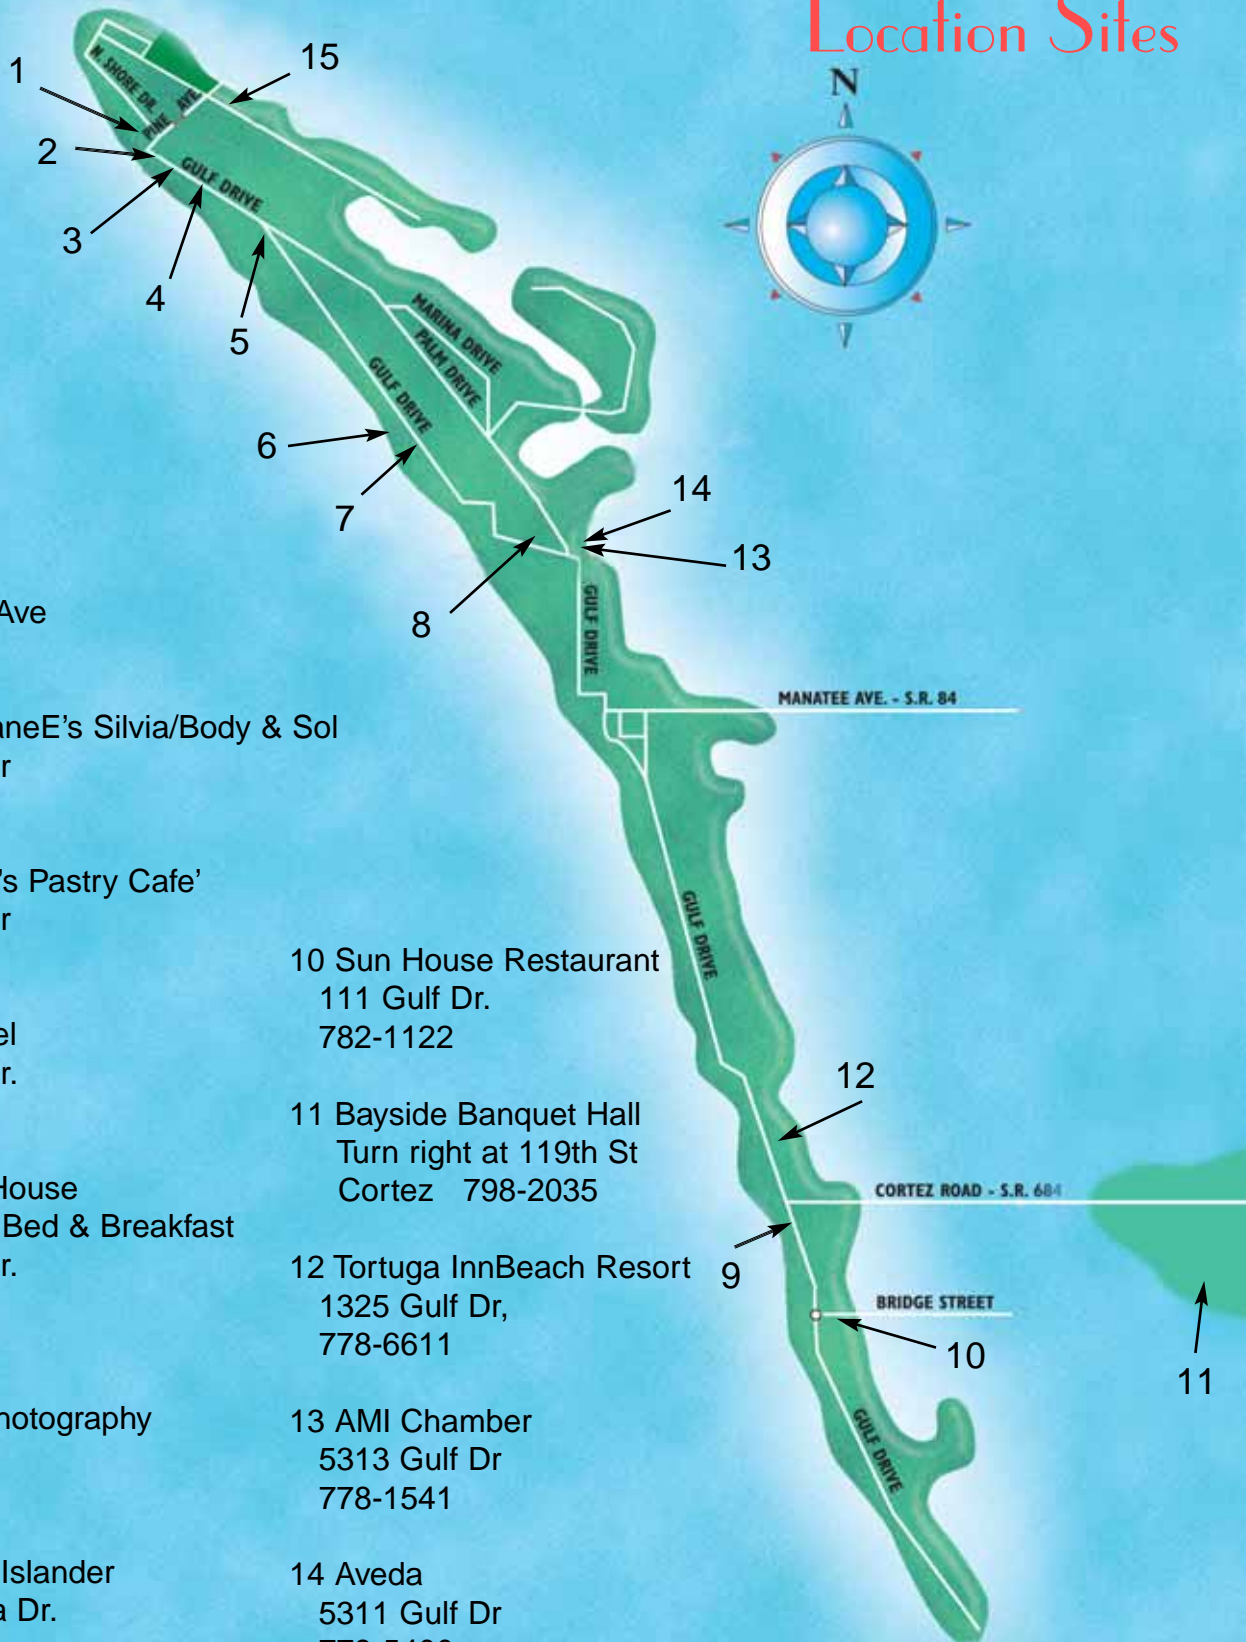 Location Sites
N
15
1
N. SHORE DR.
PINE AVE
2
GULF DRIVE
3
4
5
MARINA DRIVE
PALM DRIVE
GULF DRIVE
6
7
14
13
8
GULF DRIVE
MANATEE AVE. - S.R. 84
GULF DRIVE
12
CORTEZ ROAD - S.R. 684
9
BRIDGE STREET
10
11
GULF DRIVE
Ave
aneE's Silvia/Body & Sol
r
's Pastry Cafe'
r
el
r.
House
Bed & Breakfast
r.
hotography
Islander
a Dr.
10 Sun House Restaurant
111 Gulf Dr.
782-1122
11 Bayside Banquet Hall
Turn right at 119th St
Cortez 798-2035
12 Tortuga InnBeach Resort
1325 Gulf Dr,
778-6611
13 AMI Chamber
5313 Gulf Dr
778-1541
14 Aveda
5311 Gulf Dr